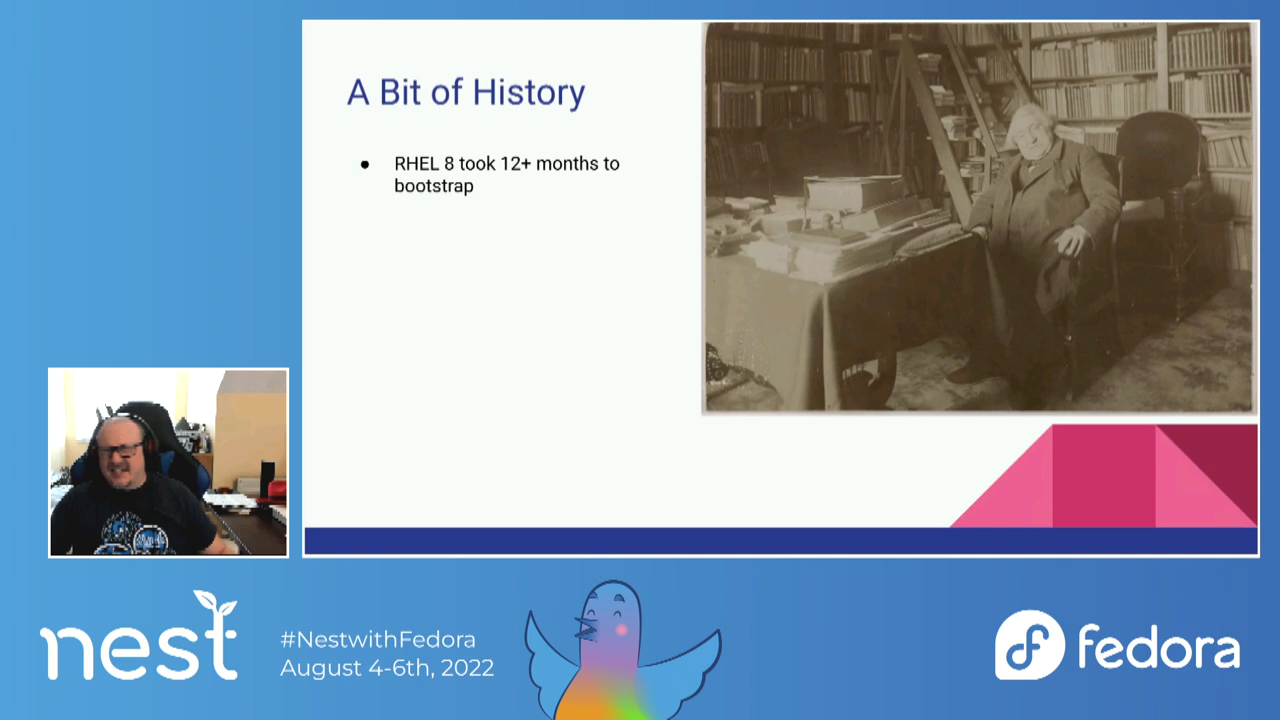 A Bit of History
● RHEL 8 took 12+ months to
bootstrap
nest
#NestwithFedora
August 4-6th, 2022
fedora